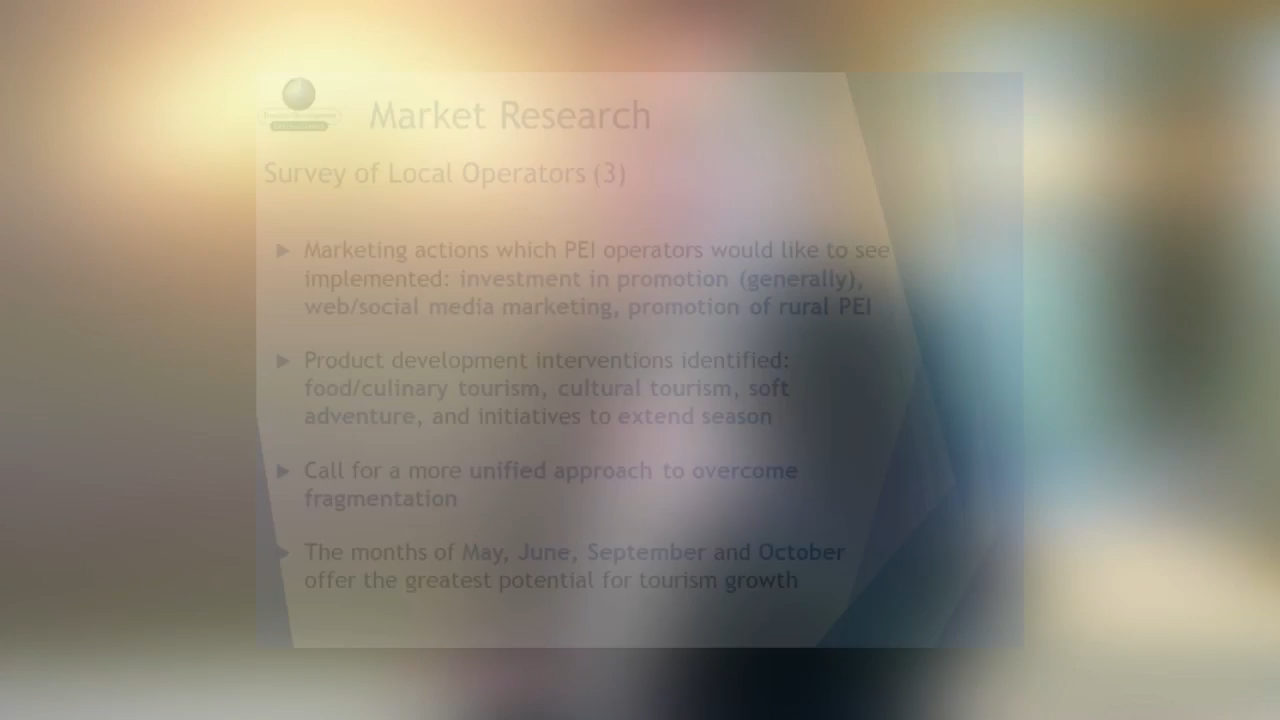 Market Research
Survey of Local Operators (3)
Marketing actions which PEI operators would like to see
implemented: investment in promotion (generally),
web/social media marketing, promotion of rural PEI
Product development interventions identified:
food/culinary tourism, cultural tourism, soft
adventure, and initiatives to extend season
Call for a more unified approach to overcome
fragmentation
The months of May, June, September and October
offer the greatest potential for tourism growth